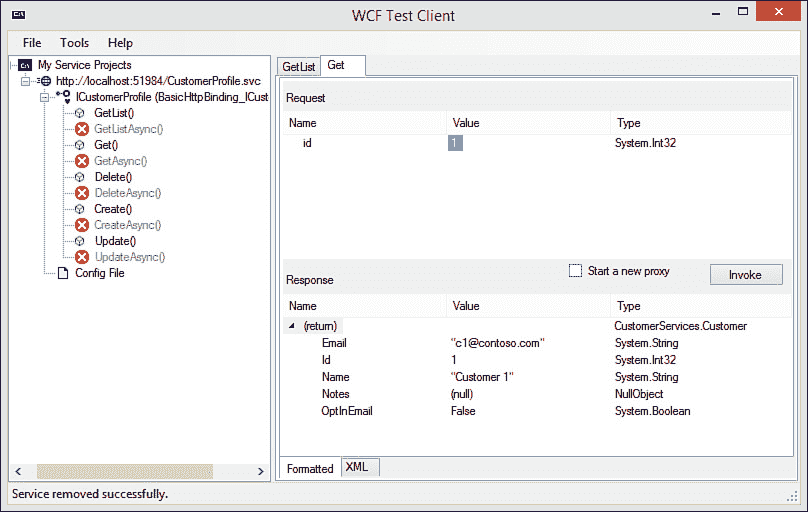 WCF Test Client
File Tools Help
My Service Projects
http://localhost:51984/CustomerProfile.svc
ICustomerProfile (BasicHttpBinding_ICust
GetList()
GetListAsync()
Get()
GetAsync()
Delete()
DeleteAsync()
Create()
CreateAsync()
Update()
UpdateAsync()
Config File
GetList Get
Request
Name Value Type
id 1 System.Int32
Response Start a new proxy Invoke
Name Value Type
(return) CustomerServices.Customer
Email "c1@contoso.com" System.String
Id 1 System.Int32
Name "Customer 1" System.String
Notes (null) NullObject
OptInEmail False System.Boolean
Formatted XML
Service removed successfully.